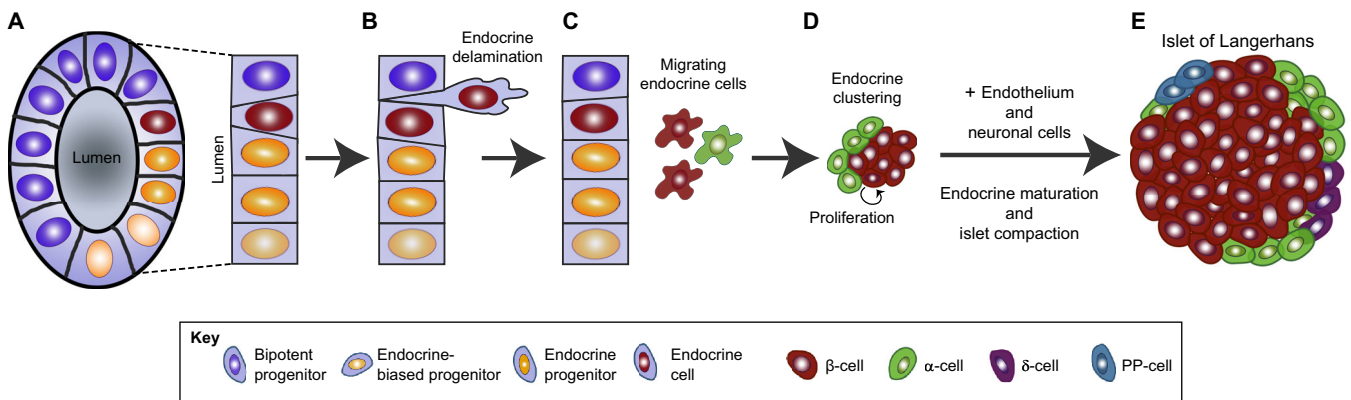 A
B
C
D
E
Lumen
Lumen
Endocrine
delamination
Migrating
endocrine cells
Endocrine
clustering
Proliferation
+ Endothelium
and
neuronal cells
Endocrine maturation
and
islet compaction
Islet of Langerhans
Key
Bipotent
progenitor
Endocrine-
biased progenitor
Endocrine
progenitor
Endocrine
cell
β-cell
α-cell
δ-cell
PP-cell